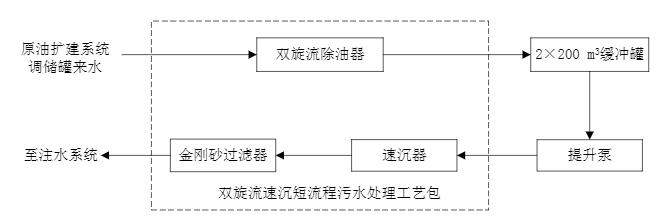 原油扩建系统
调储罐来水
双旋流除油器
2×200 m³缓冲罐
至注水系统
金刚砂过滤器
速沉器
提升泵
双旋流速沉短流程污水处理工艺包